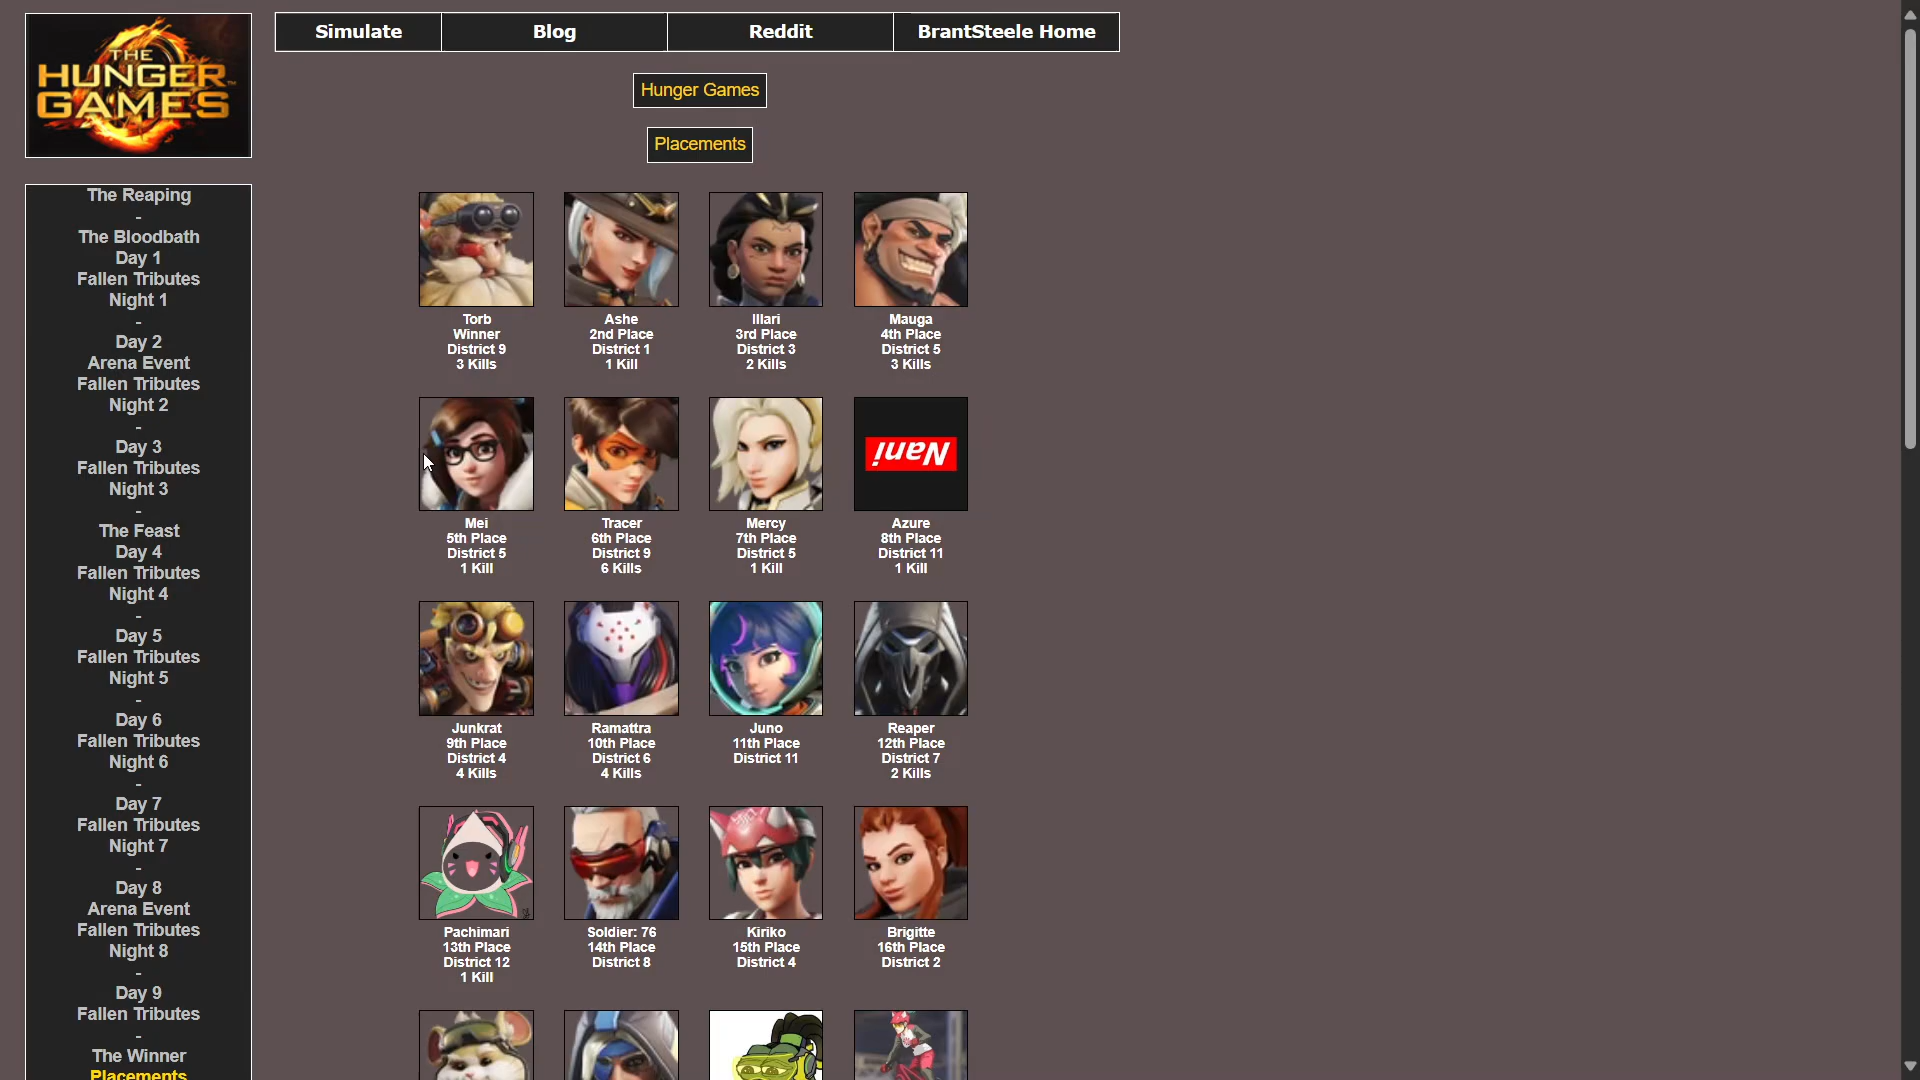 THE
HUNGER
GAMES
Simulate
Blog
Reddit
BrantSteele Home
Hunger Games
Placements
The Reaping
-
The Bloodbath
Day 1
Fallen Tributes
Night 1
-
Day 2
Arena Event
Fallen Tributes
Night 2
-
Day 3
Fallen Tributes
Night 3
-
The Feast
Day 4
Fallen Tributes
Night 4
-
Day 5
Fallen Tributes
Night 5
-
Day 6
Fallen Tributes
Night 6
-
Day 7
Fallen Tributes
Night 7
-
Day 8
Arena Event
Fallen Tributes
Night 8
-
Day 9
Fallen Tributes
-
The Winner
Placements
Torb
Winner
District 9
3 Kills
Ashe
2nd Place
District 1
1 Kill
Illari
3rd Place
District 3
2 Kills
Mauga
4th Place
District 5
3 Kills
Mei
5th Place
District 5
1 Kill
Tracer
6th Place
District 9
6 Kills
Mercy
7th Place
District 5
1 Kill
Nani
Azure
8th Place
District 11
1 Kill
Junkrat
9th Place
District 4
4 Kills
Ramattra
10th Place
District 6
4 Kills
Juno
11th Place
District 11
Reaper
12th Place
District 7
2 Kills
Pachimari
13th Place
District 12
1 Kill
Soldier: 76
14th Place
District 8
Kiriko
15th Place
District 4
Brigitte
16th Place
District 2